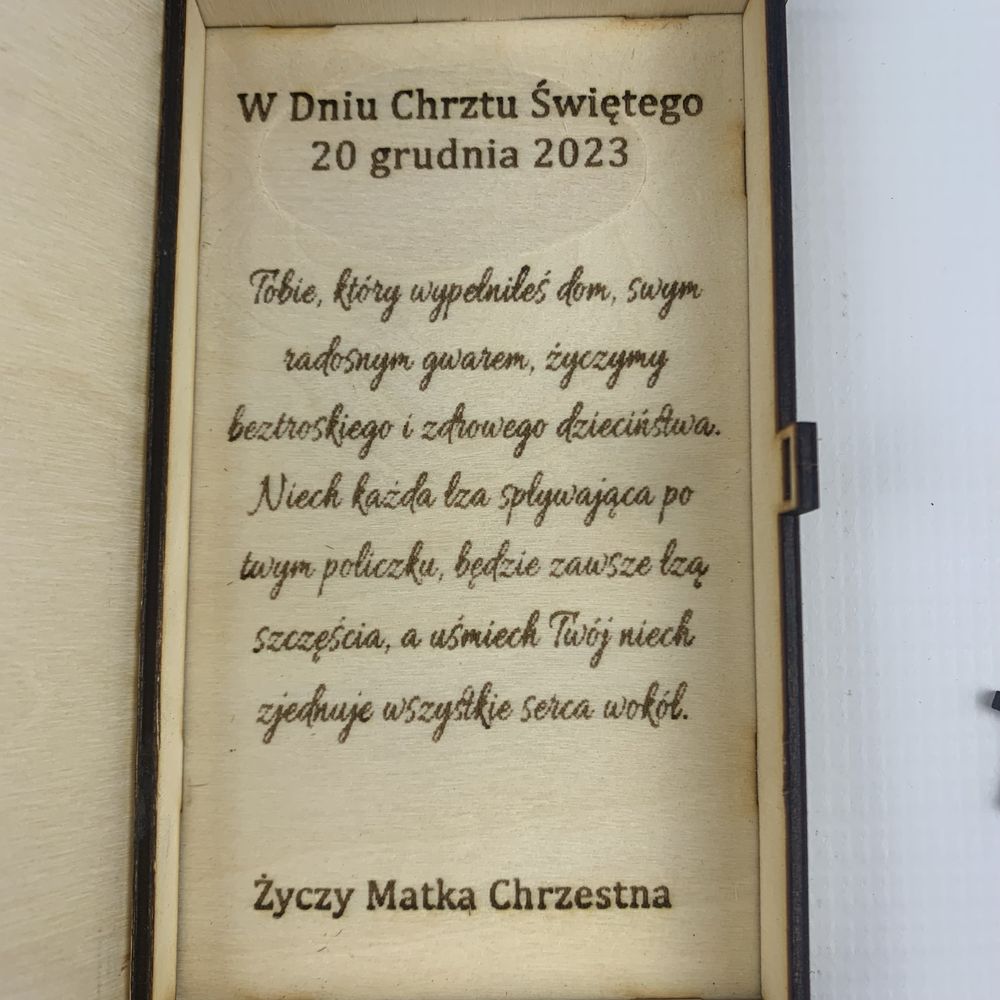 W Dniu Chrztu Świętego
20 grudnia 2023
Tobie, który wypełniłeś dom, swym
radosnym gwarem, życzymy
beztroskiego i zdrowego dzieciństwa.
Niech każda łza spływająca po
twym policzku, będzie zawsze łzą
szczęścia, a uśmiech Twój niech
zjednuje wszystkie serca wokół.
Życzy Matka Chrzestna